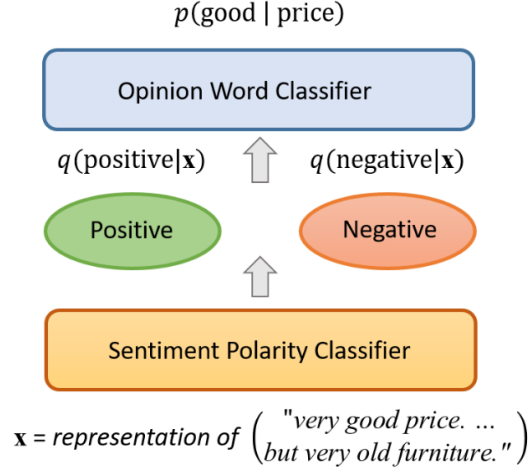 p(good | price)
Opinion Word Classifier
q(positive|x) q(negative|x)
Positive Negative
Sentiment Polarity Classifier
x = representation of ("very good price. ...
but very old furniture.")